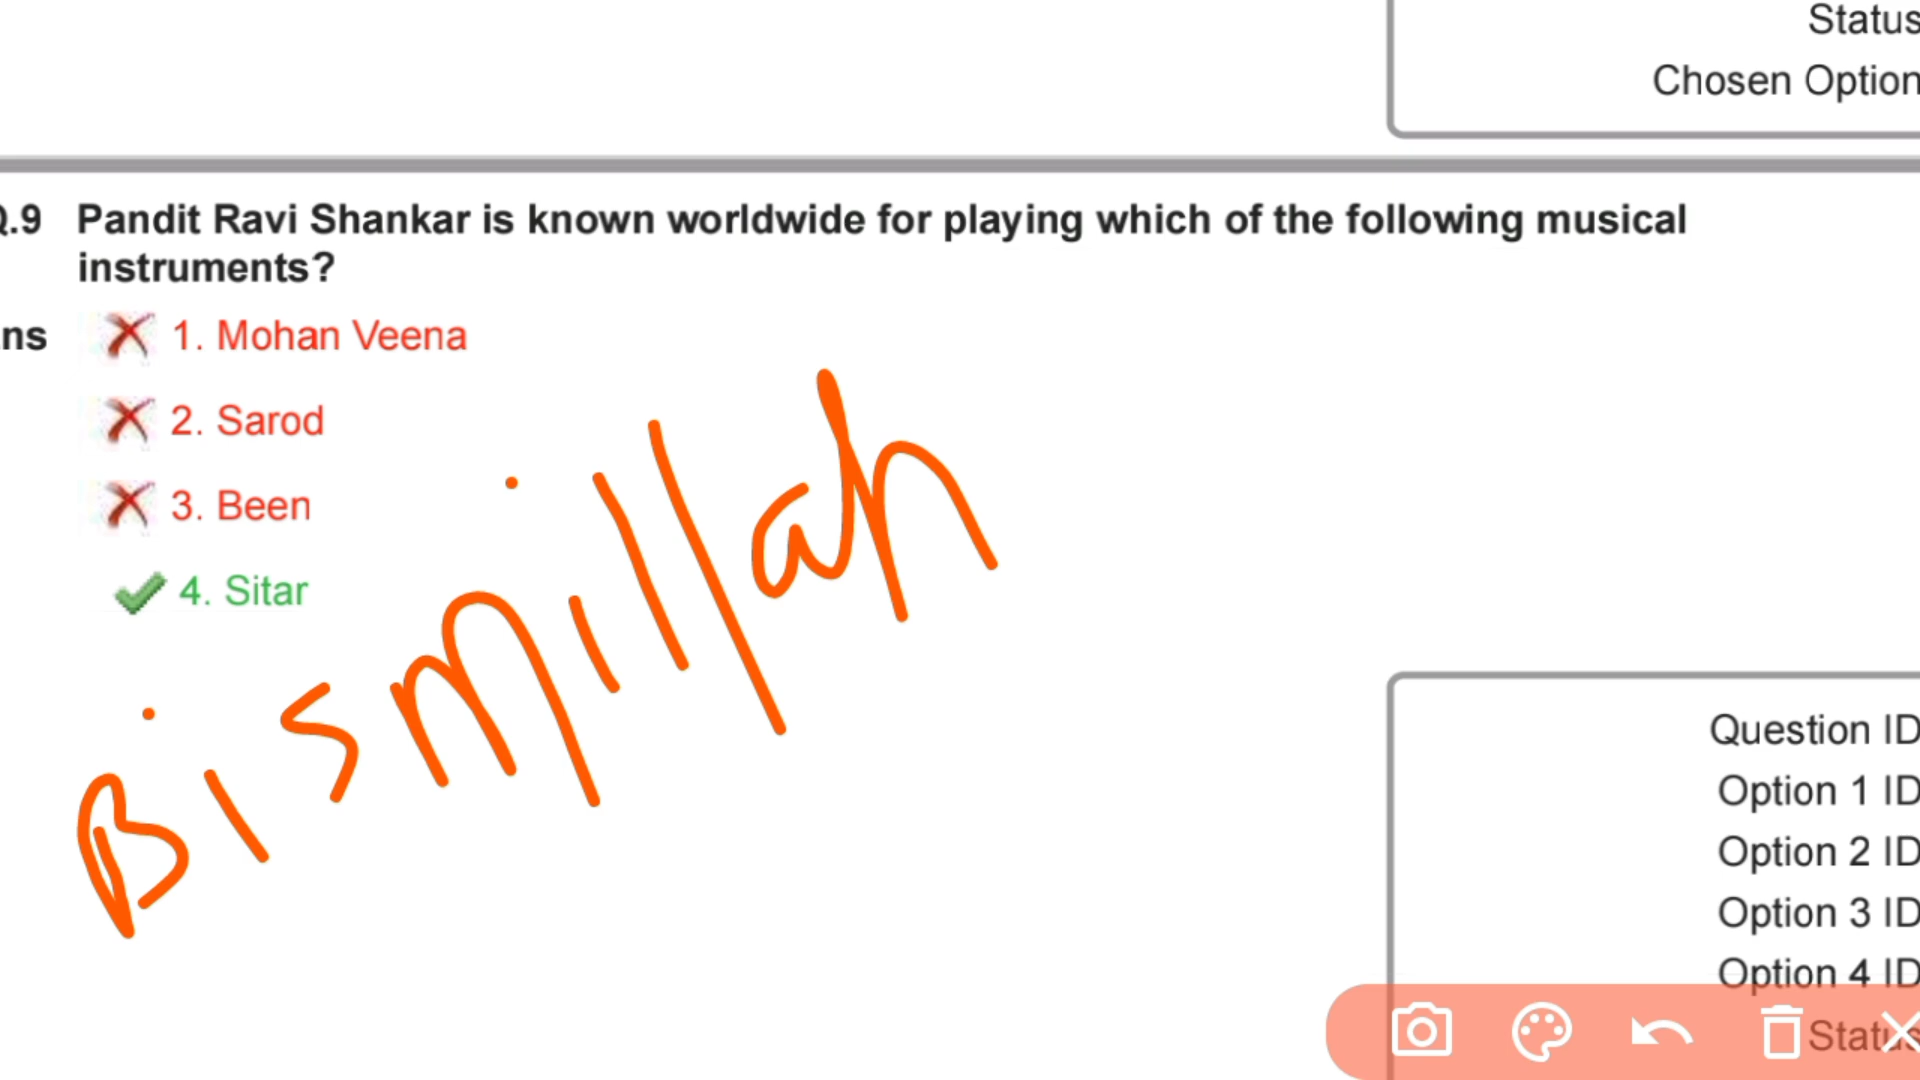 Status
Chosen Option
Q.9 Pandit Ravi Shankar is known worldwide for playing which of the following musical
instruments?
ns 1. Mohan Veena
2. Sarod
3. Been
4. Sitar
Bismillah
Question ID
Option 1 ID
Option 2 ID
Option 3 ID
Option 4 ID
Status